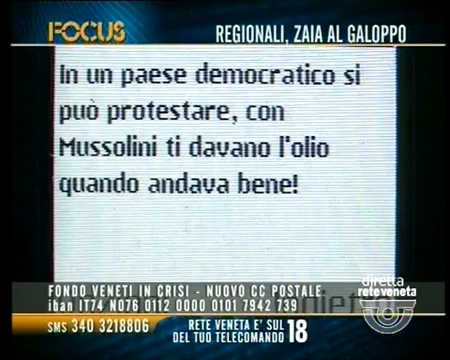 FOCUS
REGIONALI, ZAIA AL GALOPPO
In un paese democratico si
può protestare, con
Mussolini ti davano l'olio
quando andava bene!
FONDO VENETI IN CRISI - NUOVO CC POSTALE
iban IT74 N076 0112 0000 0101 7942 739
diretta
reteveneta
SMS 340 3218806
RETE VENETA E' SUL
DEL TUO TELECOMANDO 18